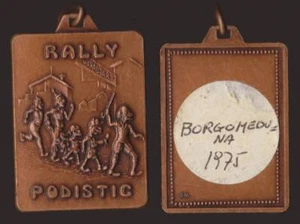 RALLY
PODISTIC
BORGOMEDU=
NA
1975